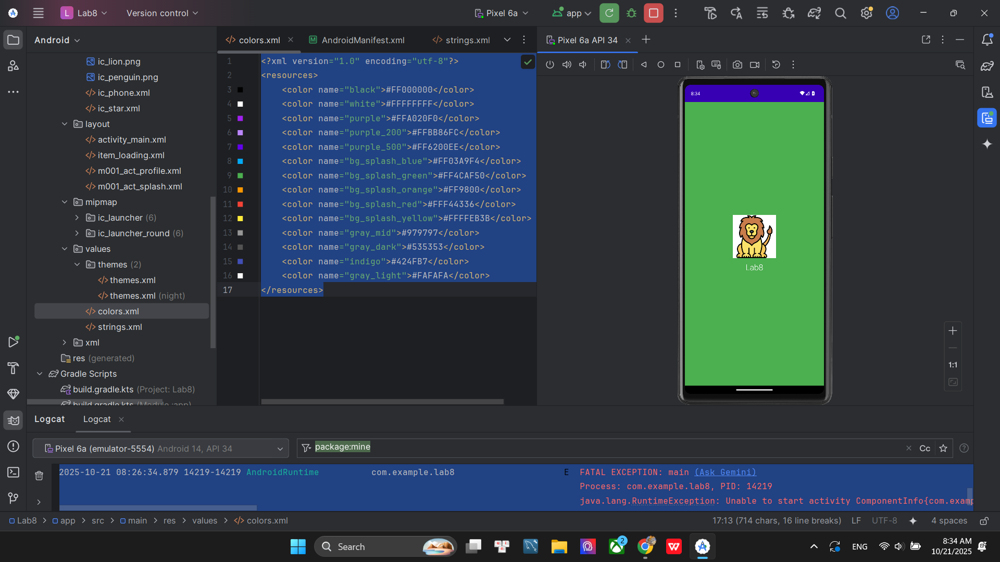 L Lab8 Version control Pixel 6a app
Android
ic_lion.png
ic_penguin.png
ic_phone.xml
ic_star.xml
layout
activity_main.xml
item_loading.xml
m001_act_profile.xml
m001_act_splash.xml
mipmap
ic_launcher (6)
ic_launcher_round (6)
values
themes (2)
themes.xml
themes.xml (night)
colors.xml
strings.xml
xml
res (generated)
Gradle Scripts
build.gradle.kts (Project: Lab8)
build.gradle.kts (Module :app)
colors.xml AndroidManifest.xml strings.xml
1 <?xml version="1.0" encoding="utf-8"?>
2 <resources>
3 <color name="black">#FF000000</color>
4 <color name="white">#FFFFFFFF</color>
5 <color name="purple">#FFA020F0</color>
6 <color name="purple_200">#FFBB86FC</color>
7 <color name="purple_500">#FF6200EE</color>
8 <color name="bg_splash_blue">#FF03A9F4</color>
9 <color name="bg_splash_green">#FF4CAF50</color>
10 <color name="bg_splash_orange">#FF9800</color>
11 <color name="bg_splash_red">#FFF44336</color>
12 <color name="bg_splash_yellow">#FFFFEB3B</color>
13 <color name="gray_mid">#979797</color>
14 <color name="gray_dark">#535353</color>
15 <color name="indigo">#424FB7</color>
16 <color name="gray_light">#FAFAFA</color>
17 </resources>
Pixel 6a API 34
8:34
Lab8
1:1
Logcat Logcat
Pixel 6a (emulator-5554) Android 14, API 34
package:mine
Cc
2025-10-21 08:26:34.879 14219-14219 AndroidRuntime com.example.lab8 E FATAL EXCEPTION: main (Ask Gemini)
Process: com.example.lab8, PID: 14219
java.lang.RuntimeException: Unable to start activity ComponentInfo{com.examp
Lab8 > app > src > main > res > values > colors.xml
17:13 (714 chars, 16 line breaks) LF UTF-8 4 spaces
Search
2
ENG
8:34 AM
10/21/2025